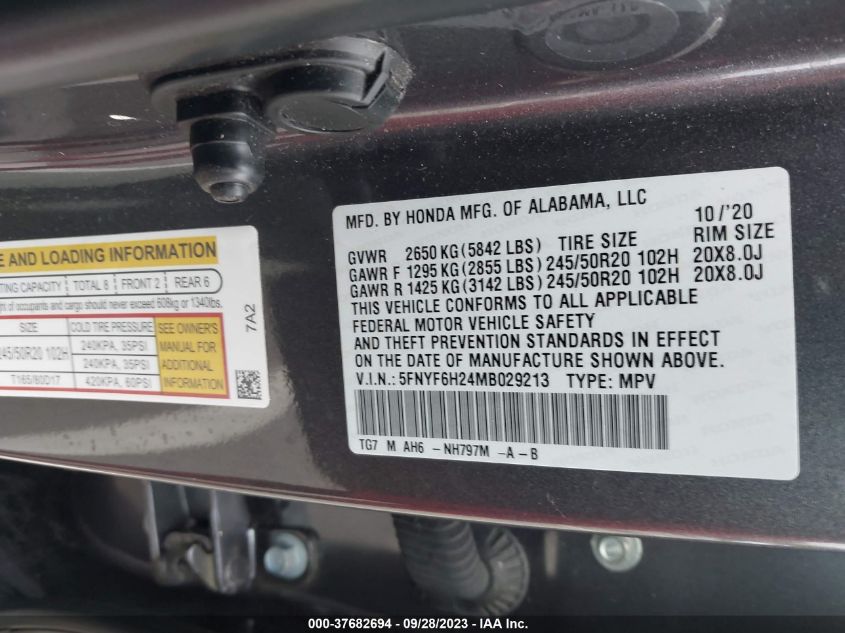 E AND LOADING INFORMATION
TING CAPACITY TOTAL 8 FRONT 2 REAR 6
of occupants and cargo should never exceed 608kg or 1340lbs.
SIZE COLD TIRE PRESSURE SEE OWNER'S MANUAL FOR ADDITIONAL INFORMATION
245/50R20 102H 240KPA, 35PSI
240KPA, 35PSI
T165/80D17 420KPA, 60PSI
7A2
MFD. BY HONDA MFG. OF ALABAMA, LLC 10/'20
GVWR 2650 KG (5842 LBS) TIRE SIZE RIM SIZE
GAWR F 1295 KG (2855 LBS) 245/50R20 102H 20X8.0J
GAWR R 1425 KG (3142 LBS) 245/50R20 102H 20X8.0J
THIS VEHICLE CONFORMS TO ALL APPLICABLE
FEDERAL MOTOR VEHICLE SAFETY
AND THEFT PREVENTION STANDARDS IN EFFECT
ON THE DATE OF MANUFACTURE SHOWN ABOVE.
V.I.N.: 5FNYF6H24MB029213 TYPE: MPV
TG7 M AH6 -NH797M -A-B
000-37682694 - 09/28/2023 - IAA Inc.